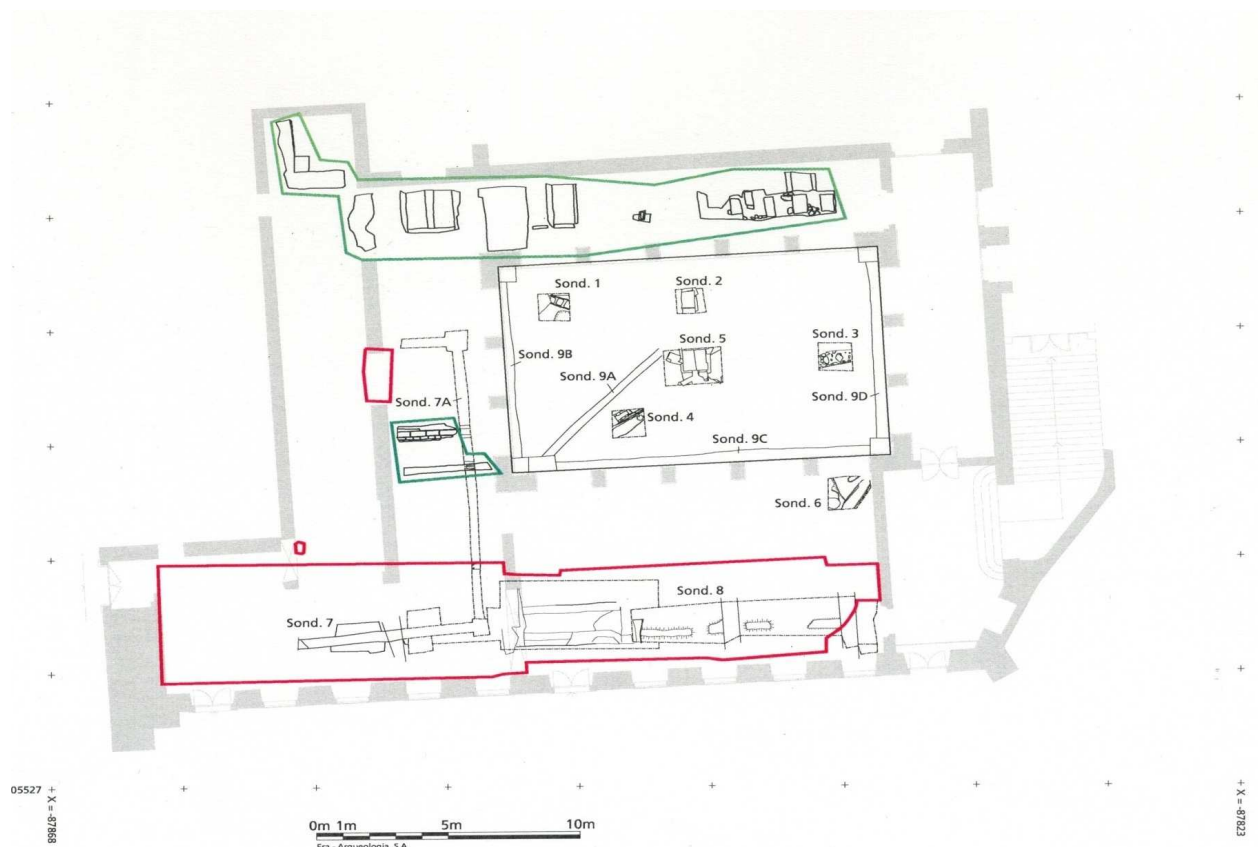 Sond. 1
Sond. 2
Sond. 3
Sond. 5
Sond. 9B
Sond. 9A
Sond. 7A
Sond. 9D
Sond. 4
Sond. 9C
Sond. 6
Sond. 8
Sond. 7
05527
X = -87868
X = -87823
0m 1m 5m 10m
Era - Arqueologia, S.A.